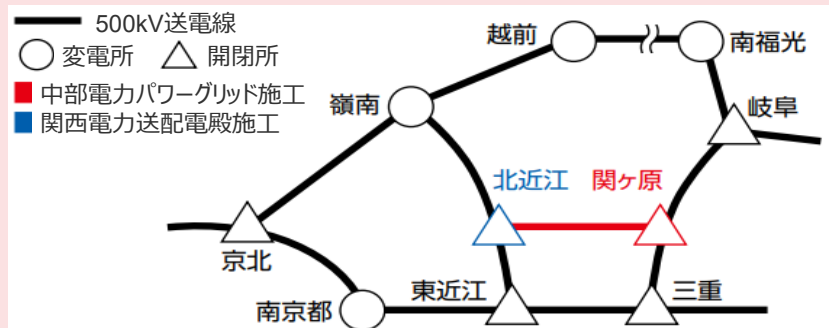 500kV送電線
変電所
開閉所
中部電力パワーグリッド施工
関西電力送配電殿施工
越前
南福光
嶺南
岐阜
北近江
関ヶ原
京北
東近江
三重
南京都